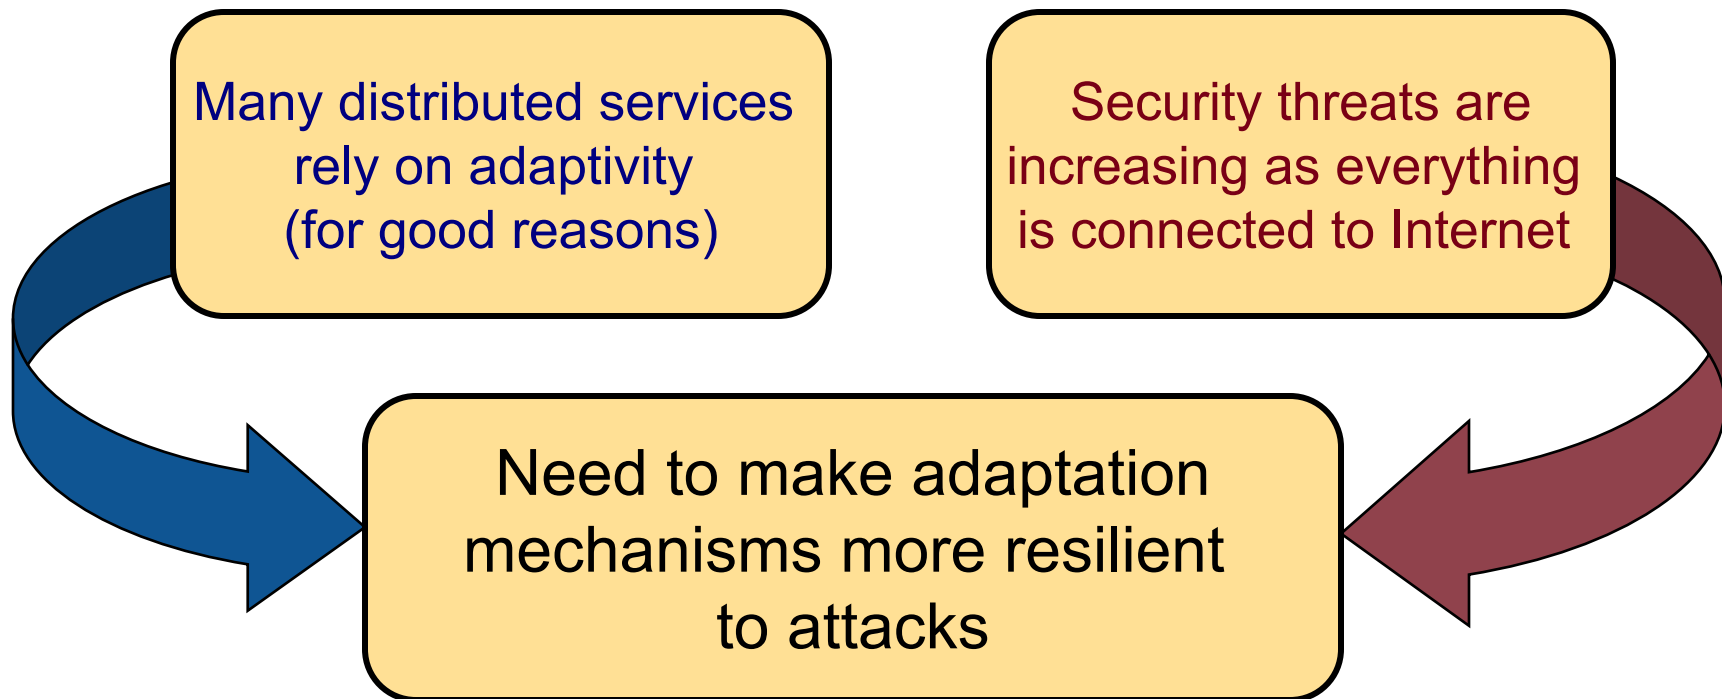 Many distributed services
rely on adaptivity
(for good reasons)
Security threats are
increasing as everything
is connected to Internet
Need to make adaptation
mechanisms more resilient
to attacks